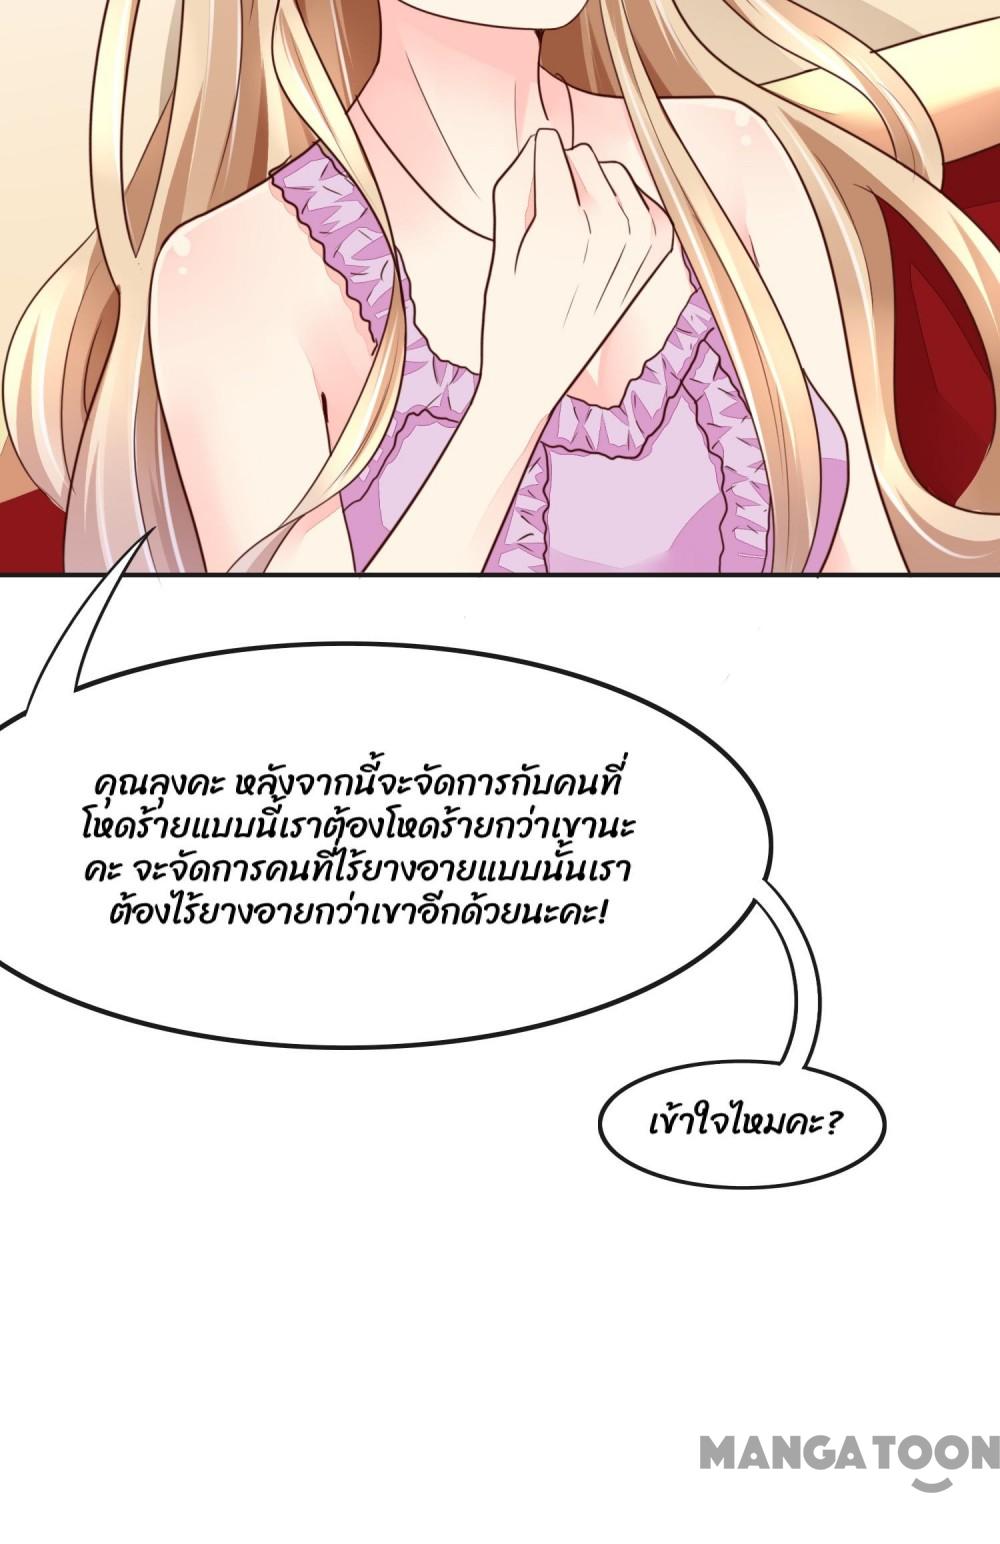 คุณลุงคะ หลังจากนี้จะจัดการกับคนที่
โหดร้ายแบบนี้เราต้องโหดร้ายกว่าเขานะ
คะ จะจัดการคนที่ไร้ยางอายแบบนั้นเรา
ต้องไร้ยางอายกว่าเขาอีกด้วยนะคะ!
เข้าใจไหมคะ?
MANGATOON